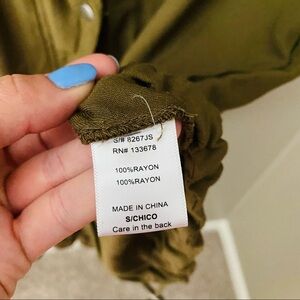 S/# 8267JS
RN# 133678
100%RAYON
100%RAYON
MADE IN CHINA
S/CHICO
Care in the back